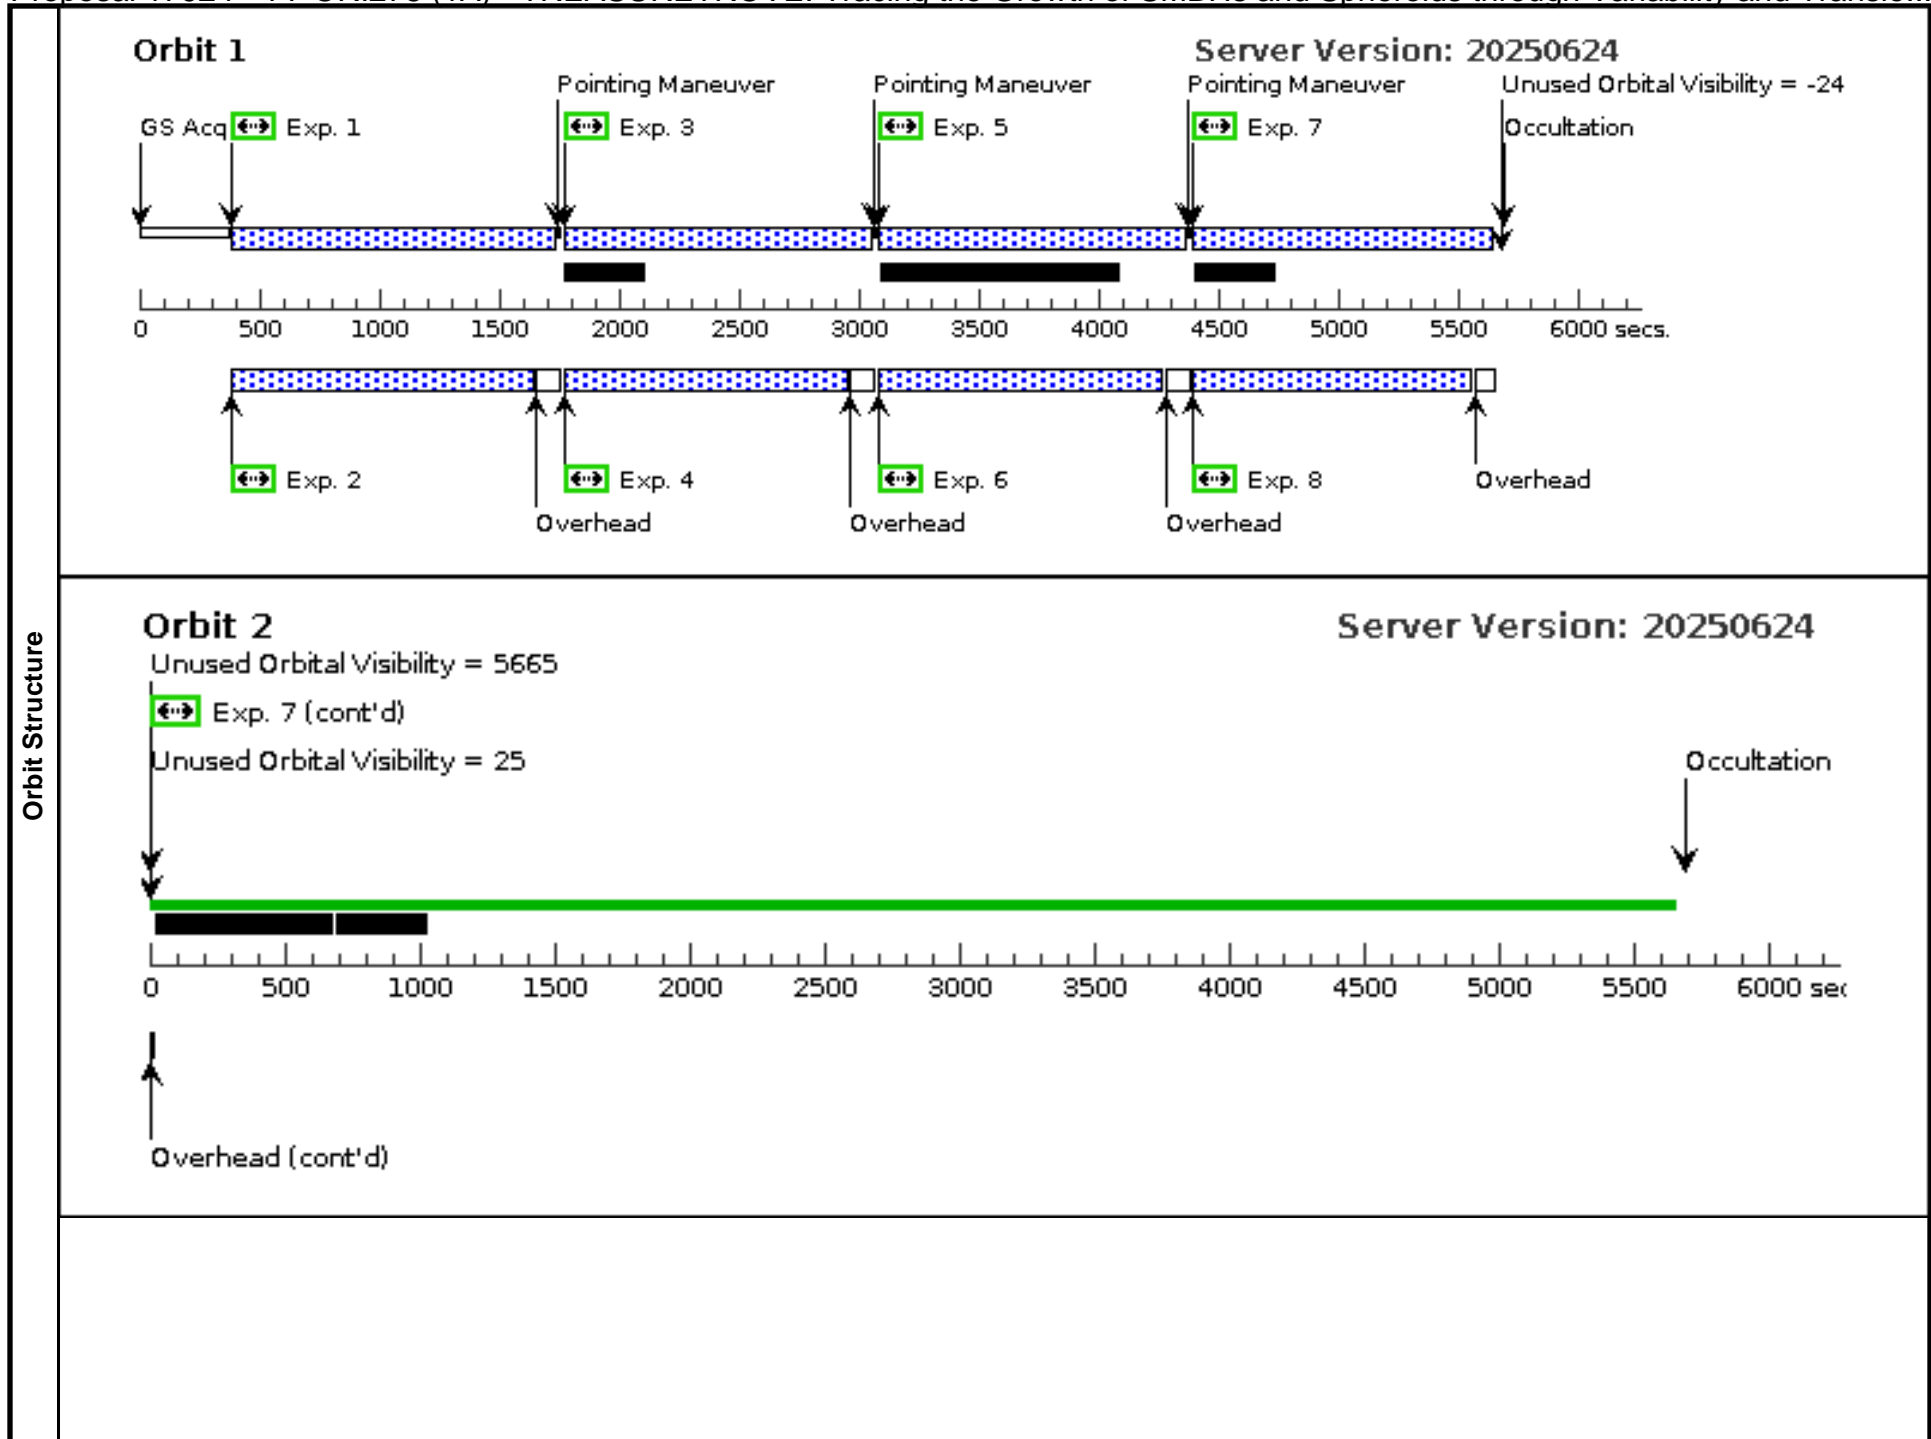 Orbit 1
Server Version: 20250624
Pointing Maneuver Pointing Maneuver Pointing Maneuver Unused Orbital Visibility = -24
GS Acq Exp. 1 Exp. 3 Exp. 5 Exp. 7 Occultation
0 500 1000 1500 2000 2500 3000 3500 4000 4500 5000 5500 6000 secs.
Exp. 2 Exp. 4 Exp. 6 Exp. 8 Overhead
Overhead Overhead Overhead
Orbit Structure
Orbit 2
Server Version: 20250624
Unused Orbital Visibility = 5665
Exp. 7 (cont'd)
Unused Orbital Visibility = 25 Occultation
0 500 1000 1500 2000 2500 3000 3500 4000 4500 5000 5500 6000
Overhead (cont'd)